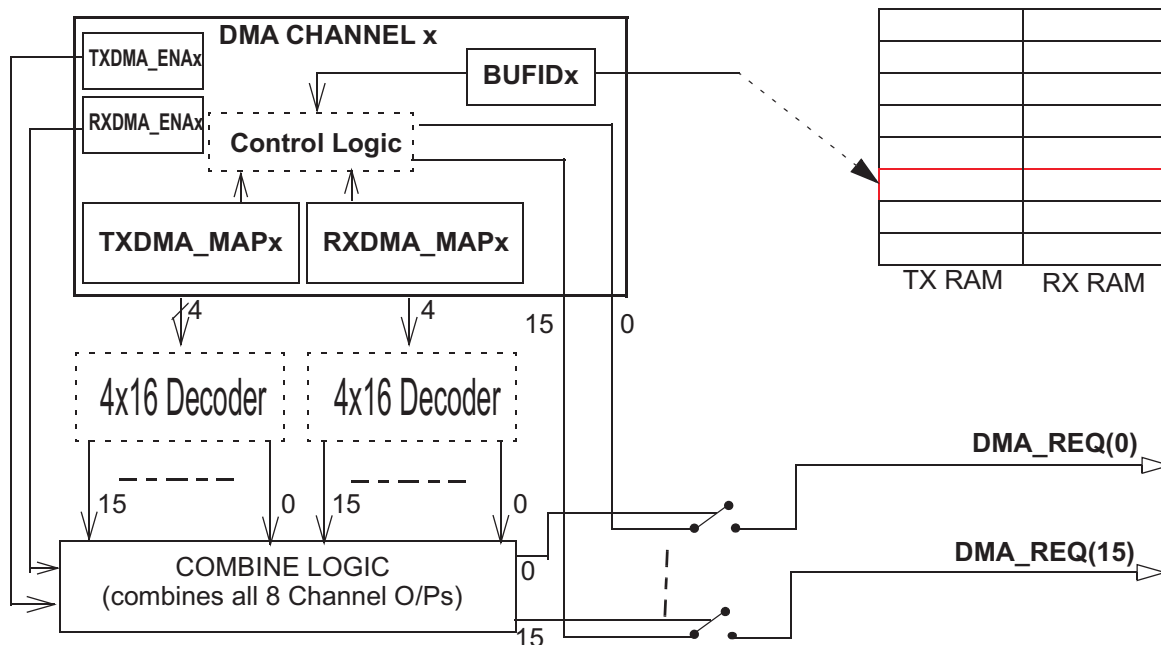 DMA CHANNEL x
TXDMA_ENAx
BUFIDx
RXDMA_ENAx
Control Logic
TXDMA_MAPx
RXDMA_MAPx
TX RAM
RX RAM
4
4
15
0
4x16 Decoder
4x16 Decoder
DMA_REQ(0)
15
0
15
0
COMBINE LOGIC
(combines all 8 Channel O/Ps)
0
DMA_REQ(15)
15